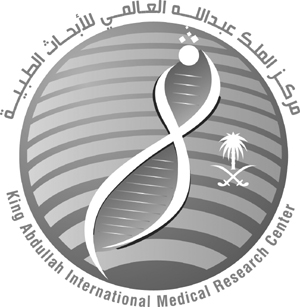 مركز الملك عبدالله العالمي للأبحاث الطبية
King Abdullah International Medical Research Center